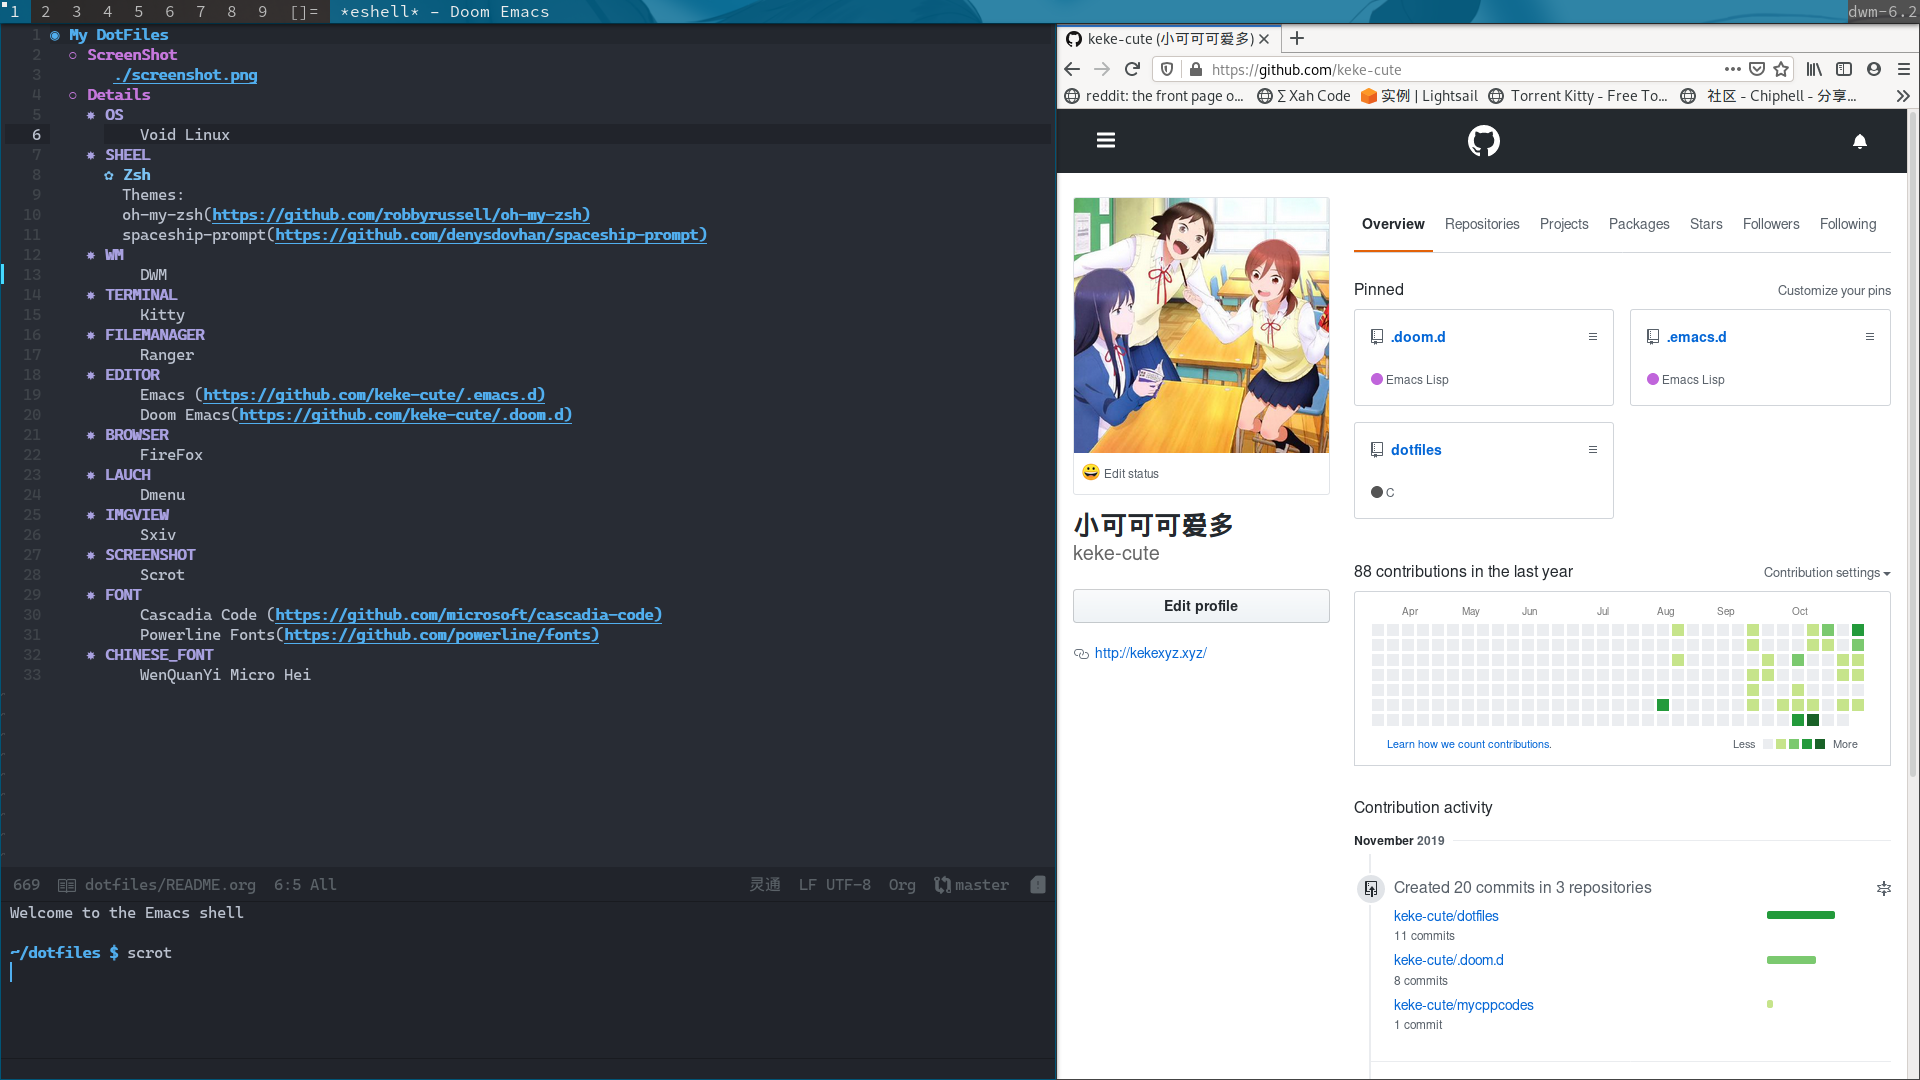 1 2 3 4 5 6 7 8 9 []= *eshell* - Doom Emacs
dwm-6.2
1 ◉ My DotFiles
2 ○ ScreenShot
3 ./screenshot.png
4 ○ Details
5 ✸ OS
6 Void Linux
7 ✸ SHEEL
8 ✿ Zsh
9 Themes:
10 oh-my-zsh(https://github.com/robbyrussell/oh-my-zsh)
11 spaceship-prompt(https://github.com/denysdovhan/spaceship-prompt)
12 ✸ WM
13 DWM
14 ✸ TERMINAL
15 Kitty
16 ✸ FILEMANAGER
17 Ranger
18 ✸ EDITOR
19 Emacs (https://github.com/keke-cute/.emacs.d)
20 Doom Emacs(https://github.com/keke-cute/.doom.d)
21 ✸ BROWSER
22 FireFox
23 ✸ LAUCH
24 Dmenu
25 ✸ IMGVIEW
26 Sxiv
27 ✸ SCREENSHOT
28 Scrot
29 ✸ FONT
30 Cascadia Code (https://github.com/microsoft/cascadia-code)
31 Powerline Fonts(https://github.com/powerline/fonts)
32 ✸ CHINESE_FONT
33 WenQuanYi Micro Hei
669 dotfiles/README.org 6:5 All 灵通 LF UTF-8 Org master
Welcome to the Emacs shell
~/dotfiles $ scrot
keke-cute (小可可可爱多)
https://github.com/keke-cute
reddit: the front page o... ∑ Xah Code 实例 | Lightsail Torrent Kitty - Free To... 社区 - Chiphell - 分享...
Overview Repositories Projects Packages Stars Followers Following
Edit status
小可可可爱多
keke-cute
Edit profile
http://kekexyz.xyz/
Pinned
Customize your pins
.doom.d
Emacs Lisp
.emacs.d
Emacs Lisp
dotfiles
C
88 contributions in the last year
Contribution settings
Apr May Jun Jul Aug Sep Oct
Learn how we count contributions.
Less More
Contribution activity
November 2019
Created 20 commits in 3 repositories
keke-cute/dotfiles
11 commits
keke-cute/.doom.d
8 commits
keke-cute/mycppcodes
1 commit